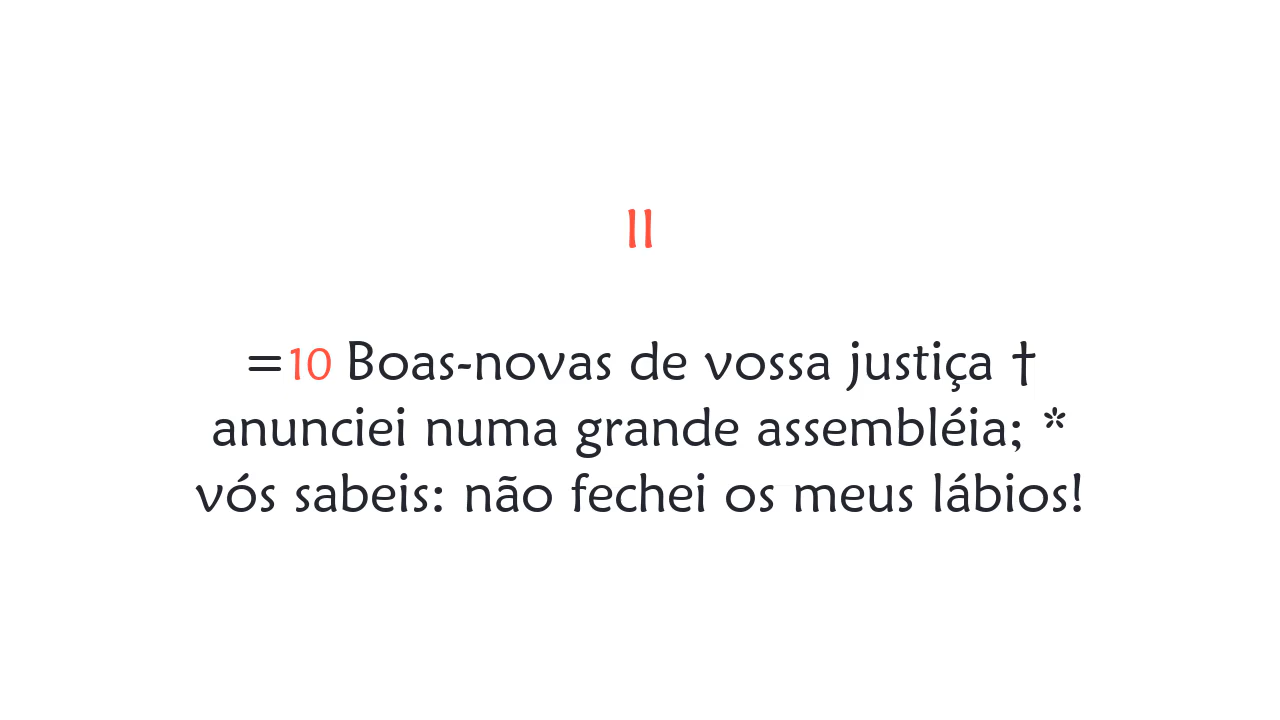 II
=10 Boas-novas de vossa justiça †
anunciei numa grande assembléia; *
vós sabeis: não fechei os meus lábios!